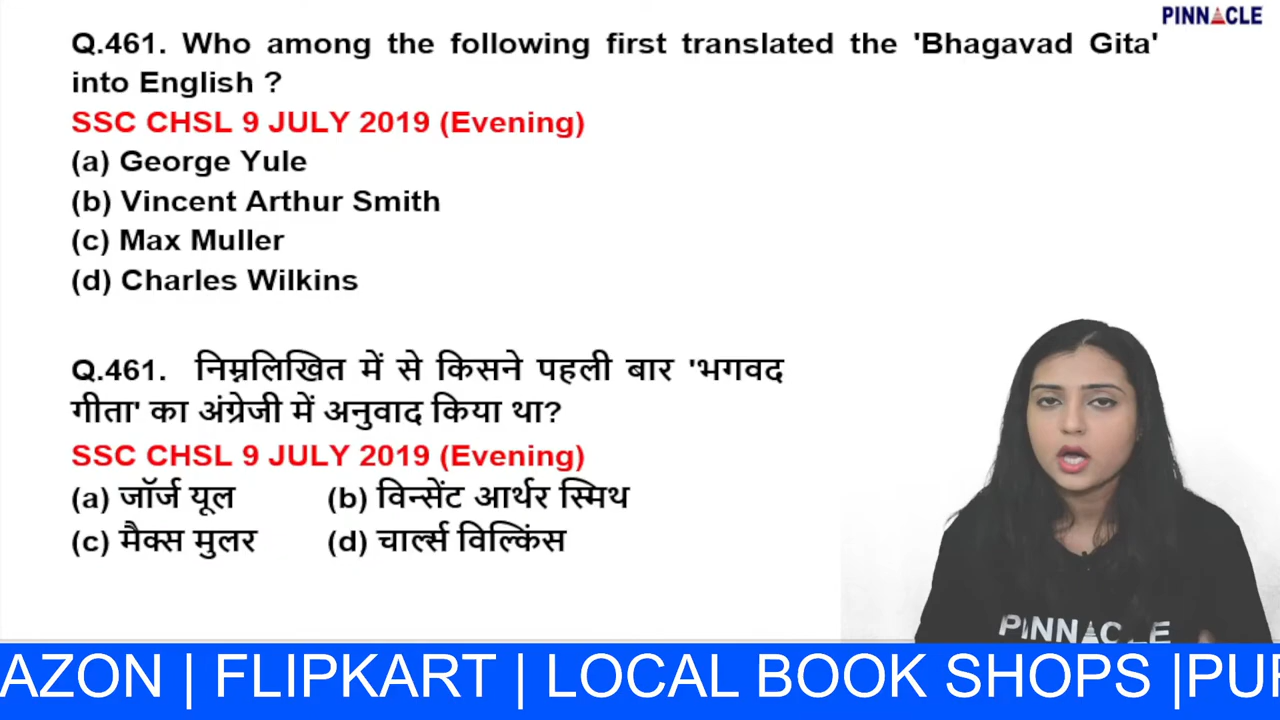 PINNACLE
Q.461. Who among the following first translated the 'Bhagavad Gita'
into English ?
SSC CHSL 9 JULY 2019 (Evening)
(a) George Yule
(b) Vincent Arthur Smith
(c) Max Muller
(d) Charles Wilkins
Q.461. निम्नलिखित में से किसने पहली बार 'भगवद
गीता' का अंग्रेजी में अनुवाद किया था?
SSC CHSL 9 JULY 2019 (Evening)
(a) जॉर्ज यूल (b) विन्सेंट आर्थर स्मिथ
(c) मैक्स मुलर (d) चार्ल्स विल्किंस
PINNACLE
AZON | FLIPKART | LOCAL BOOK SHOPS |PUR